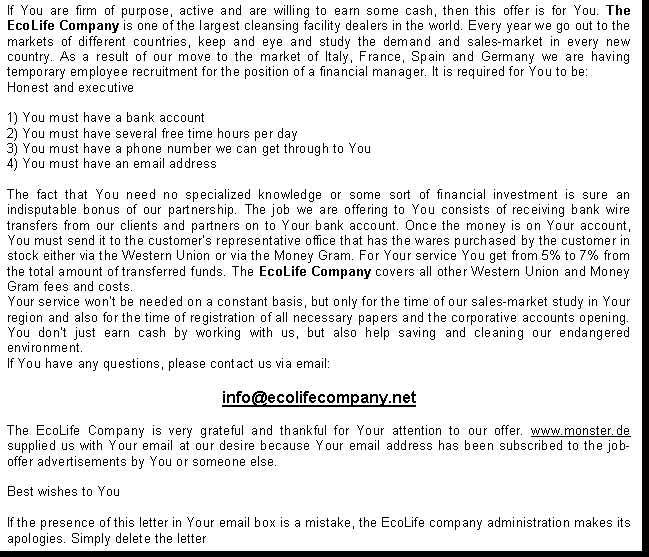 If You are firm of purpose, active and are willing to earn some cash, then this offer is for You. The
EcoLife Company is one of the largest cleansing facility dealers in the world. Every year we go out to the
markets of different countries, keep and eye and study the demand and sales-market in every new
country. As a result of our move to the market of Italy, France, Spain and Germany we are having
temporary employee recruitment for the position of a financial manager. It is required for You to be:
Honest and executive
1) You must have a bank account
2) You must have several free time hours per day
3) You must have a phone number we can get through to You
4) You must have an email address
The fact that You need no specialized knowledge or some sort of financial investment is sure an
indisputable bonus of our partnership. The job we are offering to You consists of receiving bank wire
transfers from our clients and partners on to Your bank account. Once the money is on Your account,
You must send it to the customer's representative office that has the wares purchased by the customer in
stock either via the Western Union or via the Money Gram. For Your service You get from 5% to 7% from
the total amount of transferred funds. The EcoLife Company covers all other Western Union and Money
Gram fees and costs.
Your service won't be needed on a constant basis, but only for the time of our sales-market study in Your
region and also for the time of registration of all necessary papers and the corporative accounts opening.
You don't just earn cash by working with us, but also help saving and cleaning our endangered
environment.
If You have any questions, please contact us via email:
info@ecolifecompany.net
The EcoLife Company is very grateful and thankful for Your attention to our offer. www.monster.de
supplied us with Your email at our desire because Your email address has been subscribed to the job-
offer advertisements by You or someone else.
Best wishes to You
If the presence of this letter in Your email box is a mistake, the EcoLife company administration makes its
apologies. Simply delete the letter